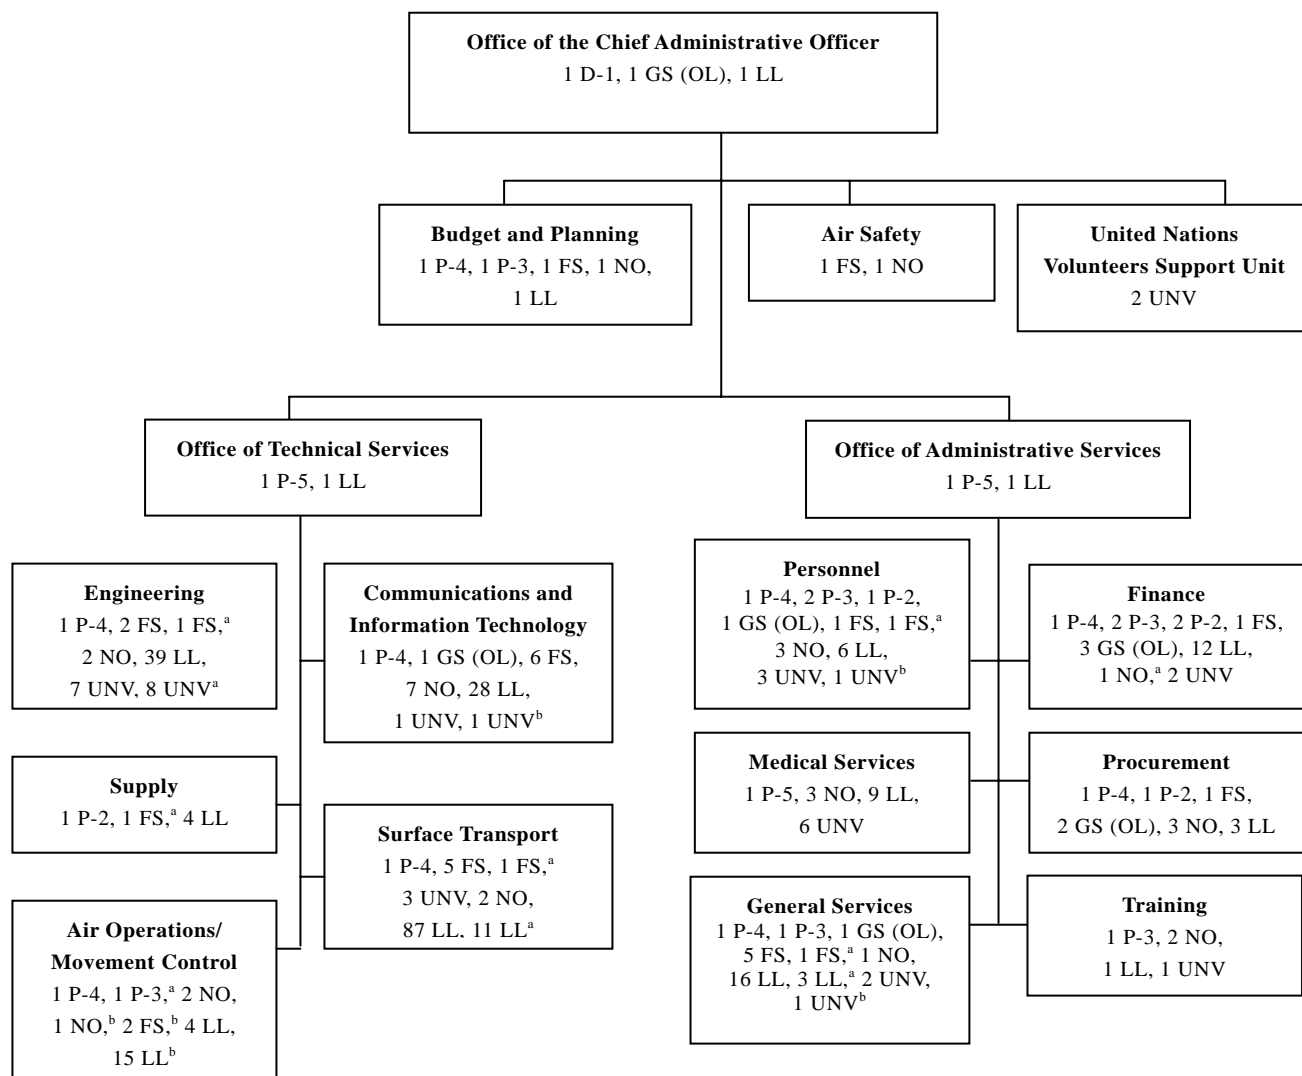 Office of the Chief Administrative Officer
1 D-1, 1 GS (OL), 1 LL
Budget and Planning
1 P-4, 1 P-3, 1 FS, 1 NO,
1 LL
Air Safety
1 FS, 1 NO
United Nations
Volunteers Support Unit
2 UNV
Office of Technical Services
1 P-5, 1 LL
Office of Administrative Services
1 P-5, 1 LL
Engineering
1 P-4, 2 FS, 1 FS,ᵃ
2 NO, 39 LL,
7 UNV, 8 UNVᵃ
Communications and
Information Technology
1 P-4, 1 GS (OL), 6 FS,
7 NO, 28 LL,
1 UNV, 1 UNVᵇ
Supply
1 P-2, 1 FS,ᵃ 4 LL
Surface Transport
1 P-4, 5 FS, 1 FS,ᵃ
3 UNV, 2 NO,
87 LL, 11 LLᵃ
Air Operations/
Movement Control
1 P-4, 1 P-3,ᵃ 2 NO,
1 NO,ᵇ 2 FS,ᵇ 4 LL,
15 LLᵇ
Personnel
1 P-4, 2 P-3, 1 P-2,
1 GS (OL), 1 FS, 1 FS,ᵃ
3 NO, 6 LL,
3 UNV, 1 UNVᵇ
Finance
1 P-4, 2 P-3, 2 P-2, 1 FS,
3 GS (OL), 12 LL,
1 NO,ᵃ 2 UNV
Medical Services
1 P-5, 3 NO, 9 LL,
6 UNV
Procurement
1 P-4, 1 P-2, 1 FS,
2 GS (OL), 3 NO, 3 LL
General Services
1 P-4, 1 P-3, 1 GS (OL),
5 FS, 1 FS,ᵃ 1 NO,
16 LL, 3 LL,ᵃ 2 UNV,
1 UNVᵇ
Training
1 P-3, 2 NO,
1 LL, 1 UNV